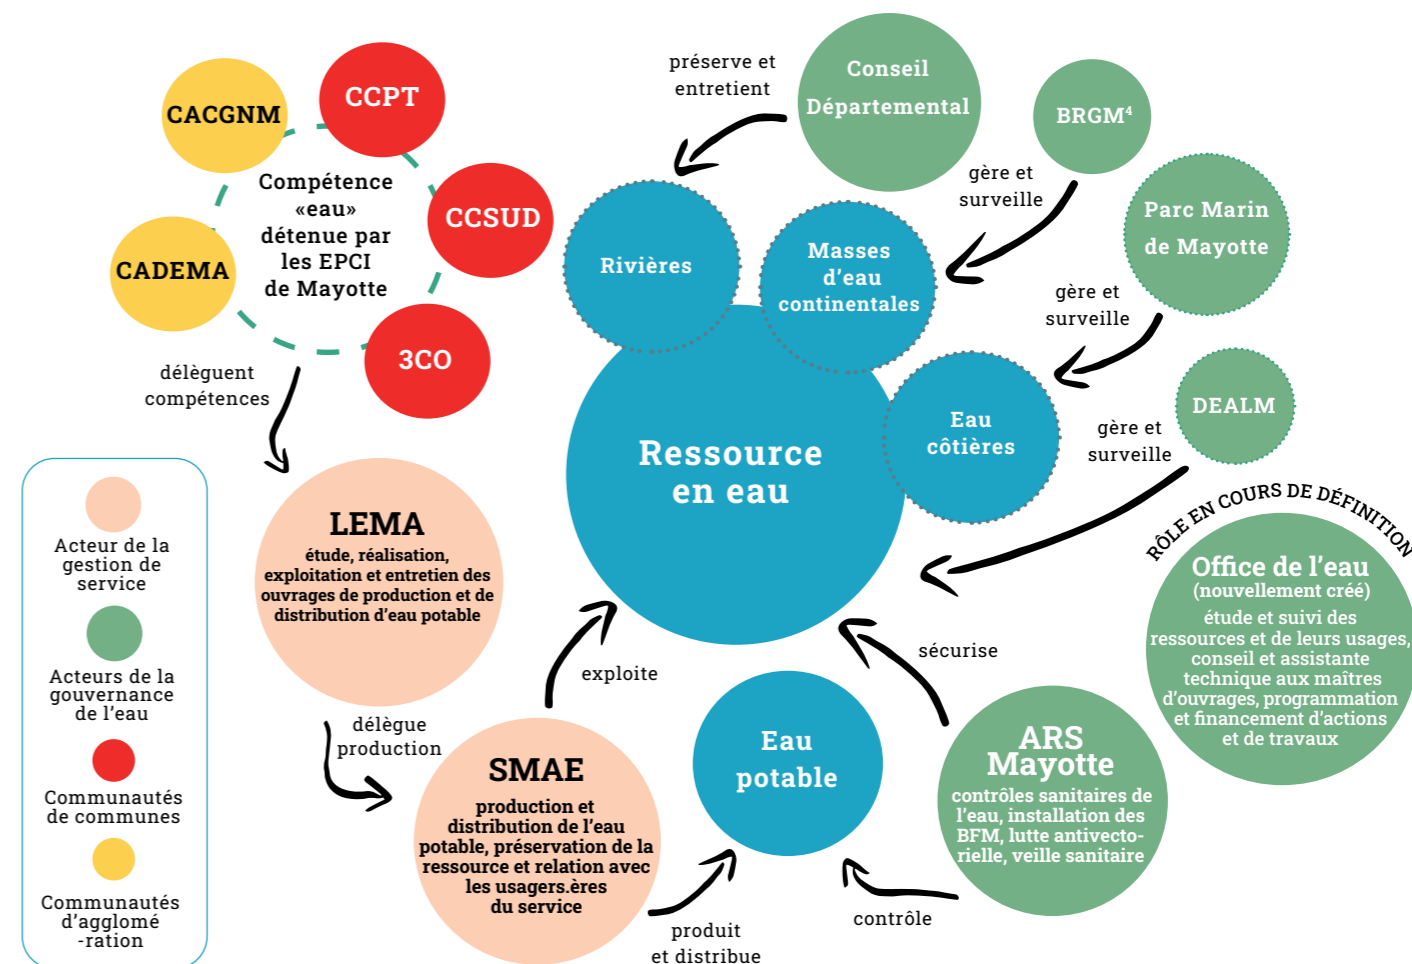 CACGNM
CCPT
CCSUD
3CO
CADEMA
Compétence
«eau»
détenue par
les EPCI
de Mayotte
délèguent
compétences
préserve et
entretient
Conseil
Départemental
BRGM⁴
gère et
surveille
Parc Marin
de Mayotte
gère et
surveille
DEALM
gère et
surveille
Rivières
Masses
d'eau
continentales
Eau
côtières
Ressource
en eau
LEMA
étude, réalisation,
exploitation et entretien des
ouvrages de production et de
distribution d'eau potable
délègue
production
SMAE
production et
distribution de l'eau
potable, préservation de la
ressource et relation avec
les usagers.ères
du service
exploite
produit
et distribue
Eau
potable
sécurise
contrôle
ARS
Mayotte
contrôles sanitaires de
l'eau, installation des
BFM, lutte antivecto-
rielle, veille sanitaire
RÔLE EN COURS DE DÉFINITION
Office de l'eau
(nouvellement créé)
étude et suivi des
ressources et de leurs usages,
conseil et assistante
technique aux maîtres
d'ouvrages, programmation
et financement d'actions
et de travaux
Acteur de la
gestion de
service
Acteurs de la
gouvernance
de l'eau
Communautés
de communes
Communautés
d'agglomé
-ration